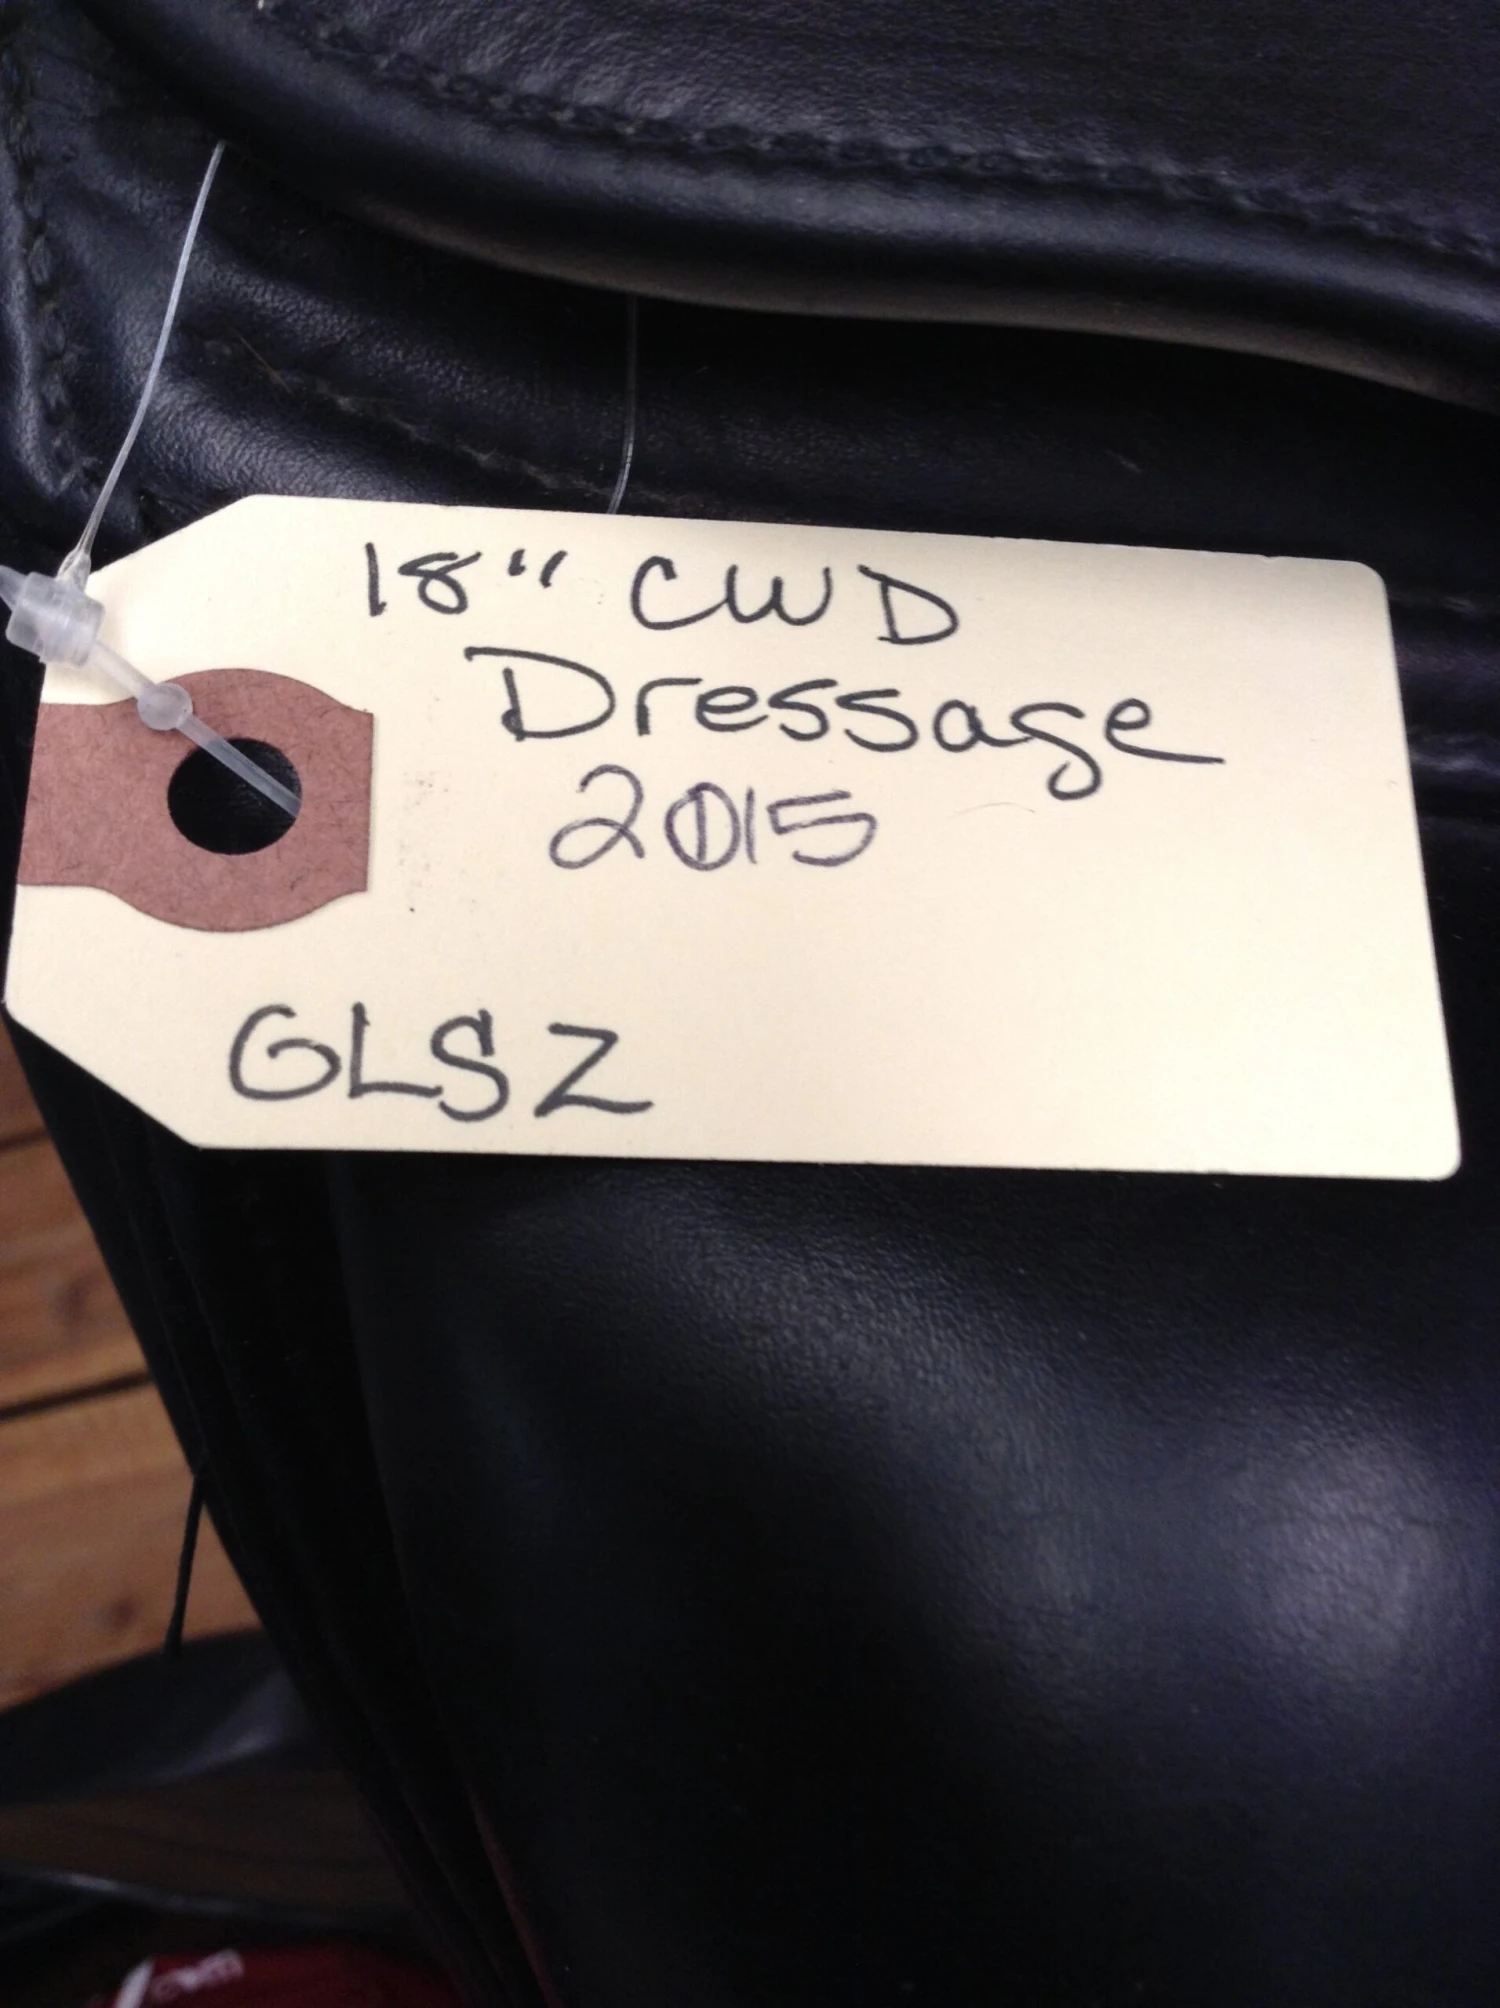 18" CWD
Dressage
2015
GLSZ